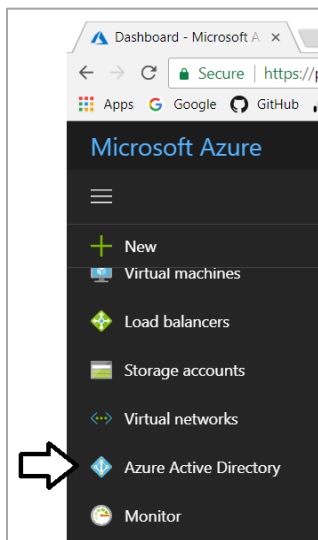 Dashboard - Microsoft A
Secure | https://p
Apps Google GitHub
Microsoft Azure
New
Virtual machines
Load balancers
Storage accounts
Virtual networks
Azure Active Directory
Monitor